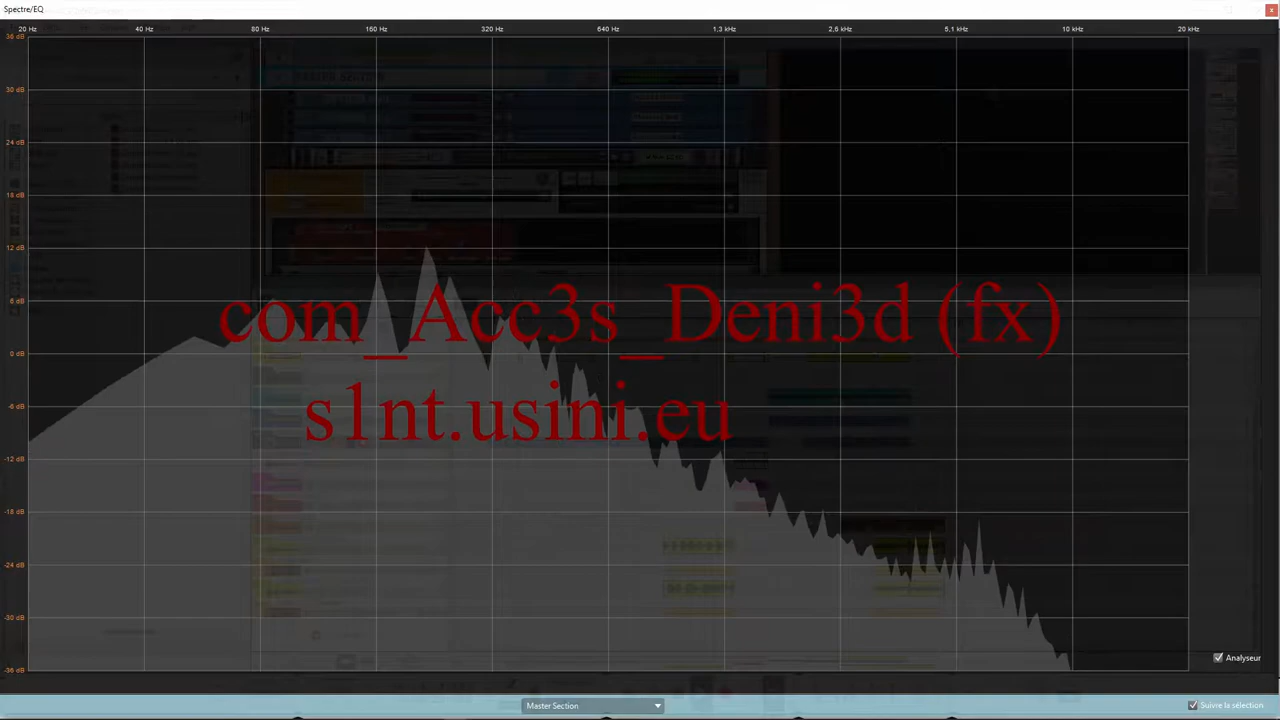 Spectre/EQ
20 Hz 40 Hz 80 Hz 160 Hz 320 Hz 640 Hz 1,3 kHz 2,6 kHz 5,1 kHz 10 kHz 20 kHz
36 dB
30 dB
24 dB
18 dB
12 dB
6 dB
0 dB
-6 dB
-12 dB
-18 dB
-24 dB
-30 dB
-36 dB
MASTER SECTION
com_Acc3s_Deni3d (fx)
s1nt.usini.eu
Analyseur
Master Section
Suivre la sélection